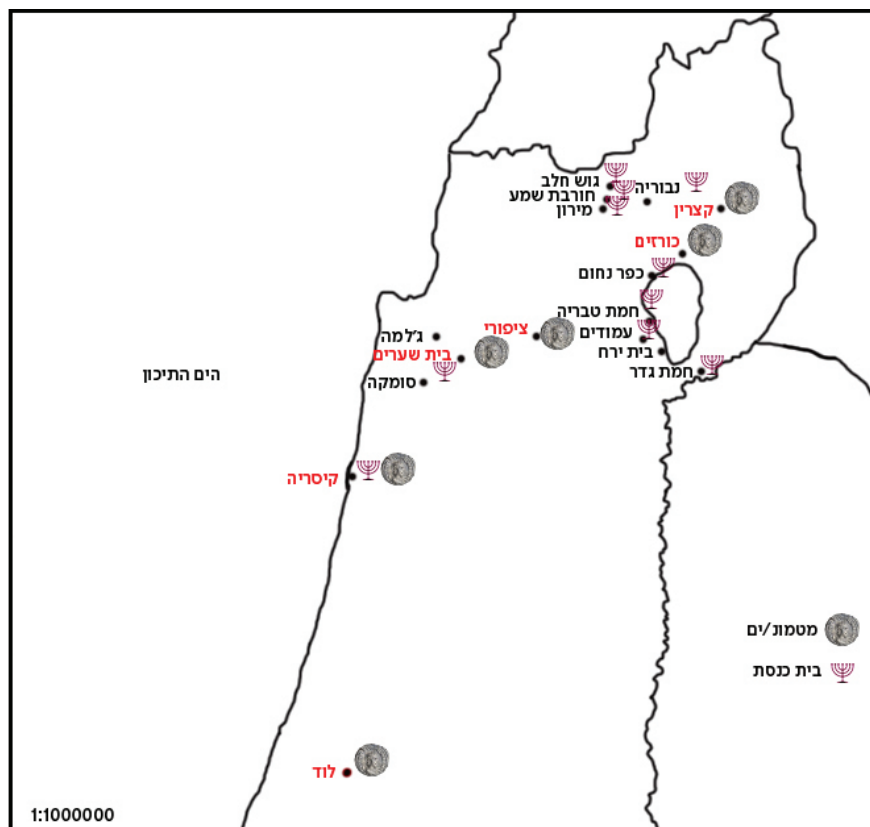 גוש חלב
נבוריה
חורבת שמע
מירון
קצרין
כורזים
כפר נחום
חמת טבריה
ציפורי
עמודים
ג'למה
בית שערים
בית ירח
חמת גדר
סומקה
הים התיכון
קיסריה
מטמונ/ים
בית כנסת
לוד
1:1000000